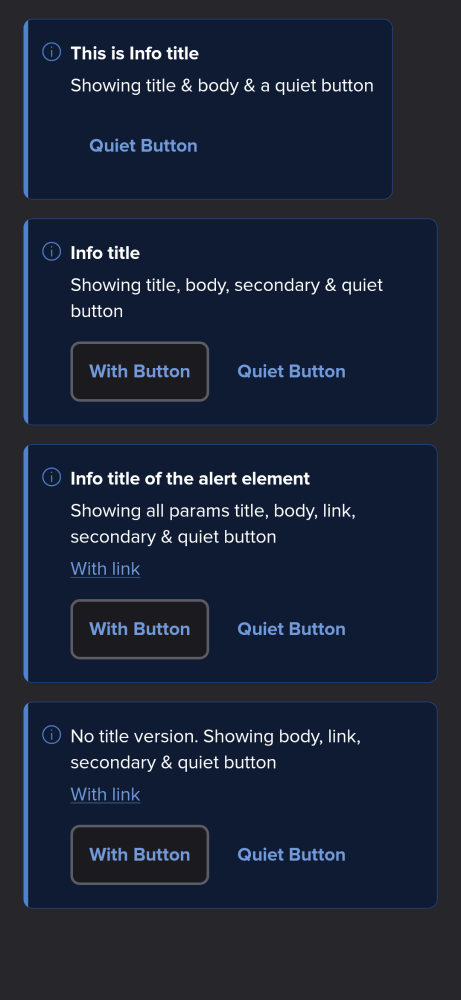 This is Info title
Showing title & body & a quiet button
Quiet Button
Info title
Showing title, body, secondary & quiet
button
With Button
Quiet Button
Info title of the alert element
Showing all params title, body, link,
secondary & quiet button
With link
With Button
Quiet Button
No title version. Showing body, link,
secondary & quiet button
With link
With Button
Quiet Button